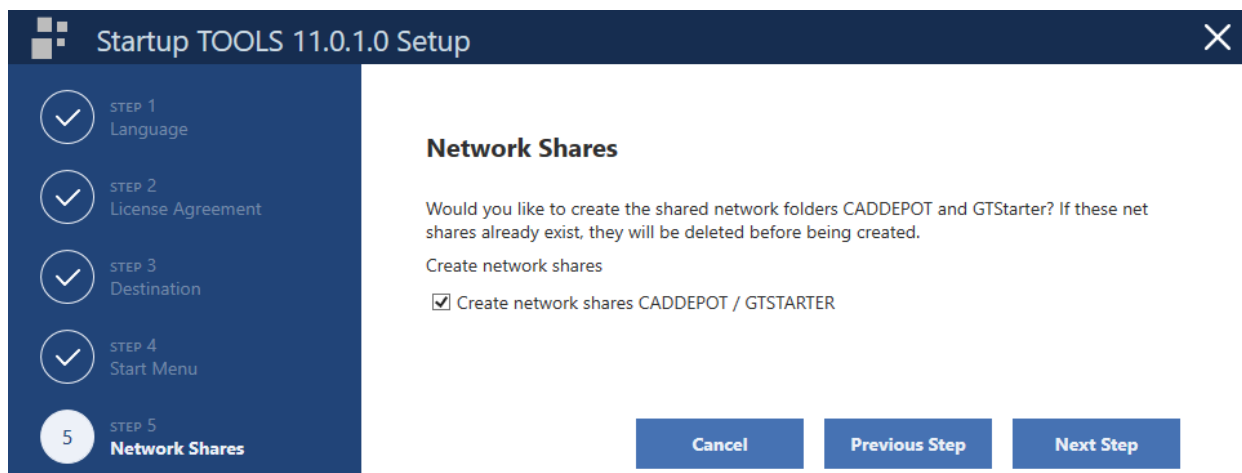 Startup TOOLS 11.0.1.0 Setup
STEP 1
Language
STEP 2
License Agreement
STEP 3
Destination
STEP 4
Start Menu
5
STEP 5
Network Shares
Network Shares
Would you like to create the shared network folders CADDEPOT and GTStarter? If these net
shares already exist, they will be deleted before being created.
Create network shares
Create network shares CADDEPOT / GTSTARTER
Cancel
Previous Step
Next Step